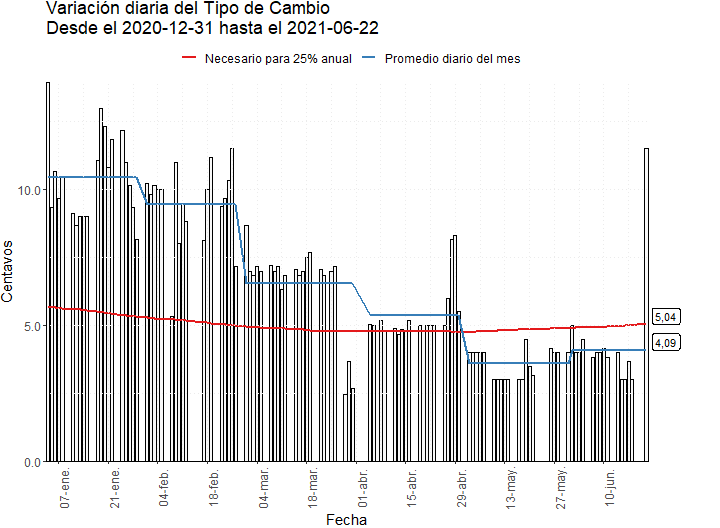 Variación diaria del Tipo de Cambio
Desde el 2020-12-31 hasta el 2021-06-22
Necesario para 25% anual
Promedio diario del mes
Centavos
10.0
5.0
0.0
5,04
4,09
07-ene.
21-ene.
04-feb.
18-feb.
04-mar.
18-mar.
01-abr.
15-abr.
29-abr.
13-may.
27-may.
10-jun.
Fecha